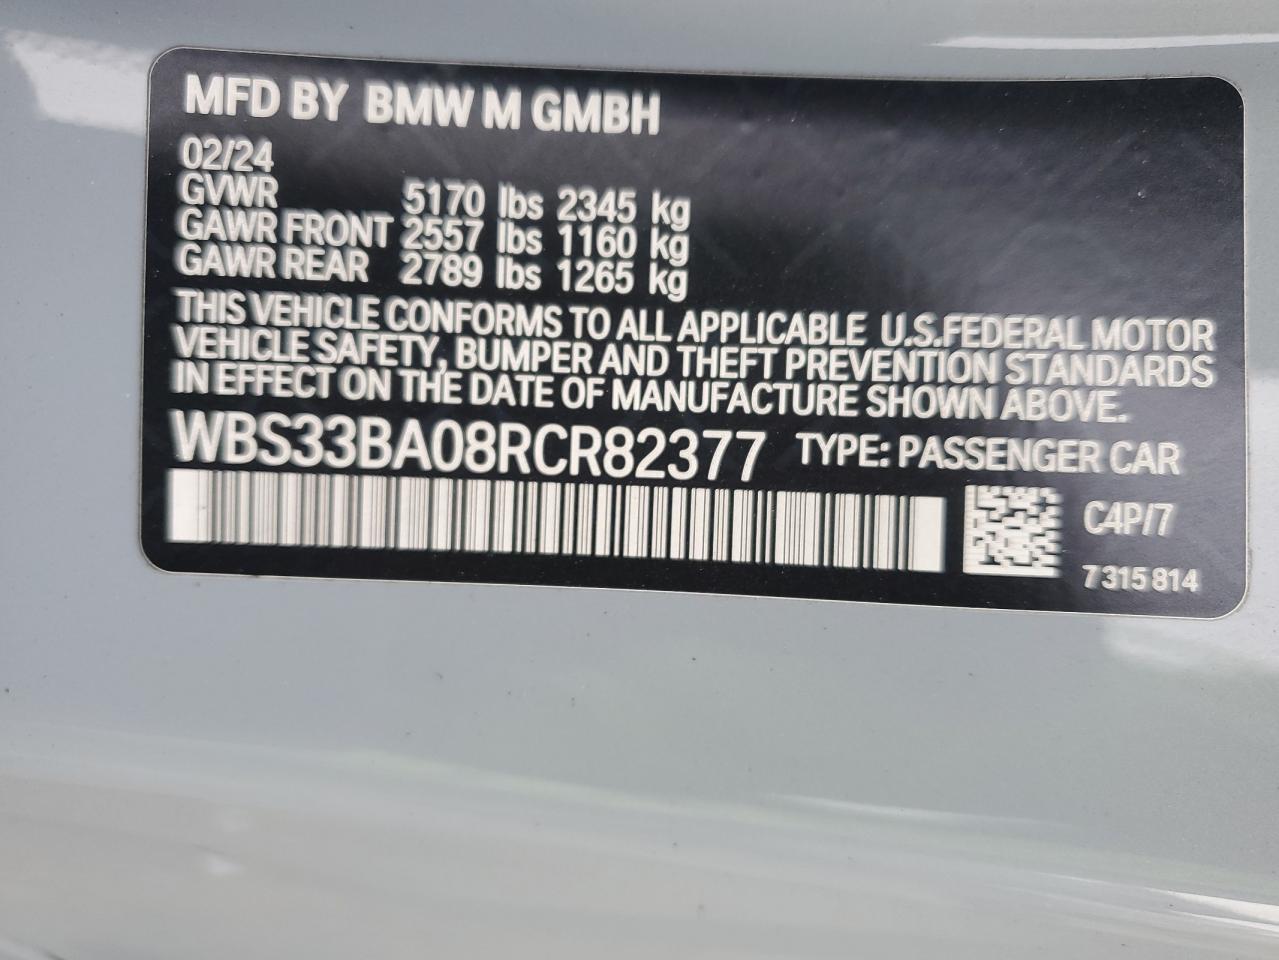 MFD BY BMW M GMBH
02/24
GVWR 5170 lbs 2345 kg
GAWR FRONT 2557 lbs 1160 kg
GAWR REAR 2789 lbs 1265 kg
THIS VEHICLE CONFORMS TO ALL APPLICABLE U.S.FEDERAL MOTOR
VEHICLE SAFETY, BUMPER AND THEFT PREVENTION STANDARDS
IN EFFECT ON THE DATE OF MANUFACTURE SHOWN ABOVE.
WBS33BA08RCR82377 TYPE: PASSENGER CAR
C4P/7
7 315 814